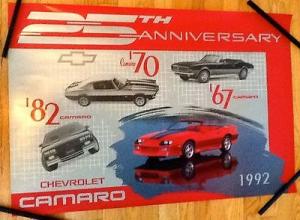 25TH
ANNIVERSARY
Camaro '70
'67 CAMARO
'82 CAMARO
CHEVROLET
CAMARO
1992